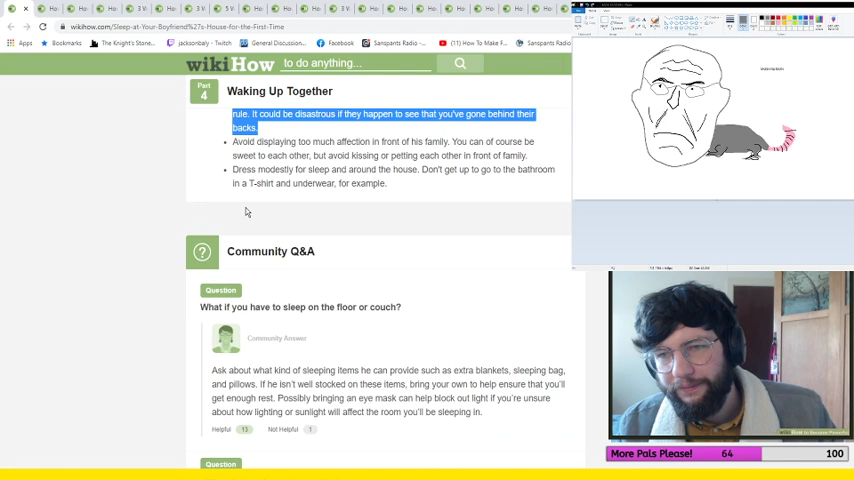 wikihow.com/Sleep-at-Your-Boyfriend%27s-House-for-the-First-Time
Apps Bookmarks The Knight's Stone... jacksonbaly - Twitch General Discussion... Facebook Sanspants Radio -... (11) How To Make F... Sanspants Radio
wikiHow to do anything...
Part
4
Waking Up Together
rule. It could be disastrous if they happen to see that you've gone behind their
backs.
Avoid displaying too much affection in front of his family. You can of course be
sweet to each other, but avoid kissing or petting each other in front of family.
Dress modestly for sleep and around the house. Don't get up to go to the bathroom
in a T-shirt and underwear, for example.
Community Q&A
Question
What if you have to sleep on the floor or couch?
Community Answer
Ask about what kind of sleeping items he can provide such as extra blankets, sleeping bag,
and pillows. If he isn't well stocked on these items, bring your own to help ensure that you'll
get enough rest. Possibly bringing an eye mask can help block out light if you're unsure
about how lighting or sunlight will affect the room you'll be sleeping in.
Helpful 13 Not Helpful 1
Question
More Pals Please! 64 100